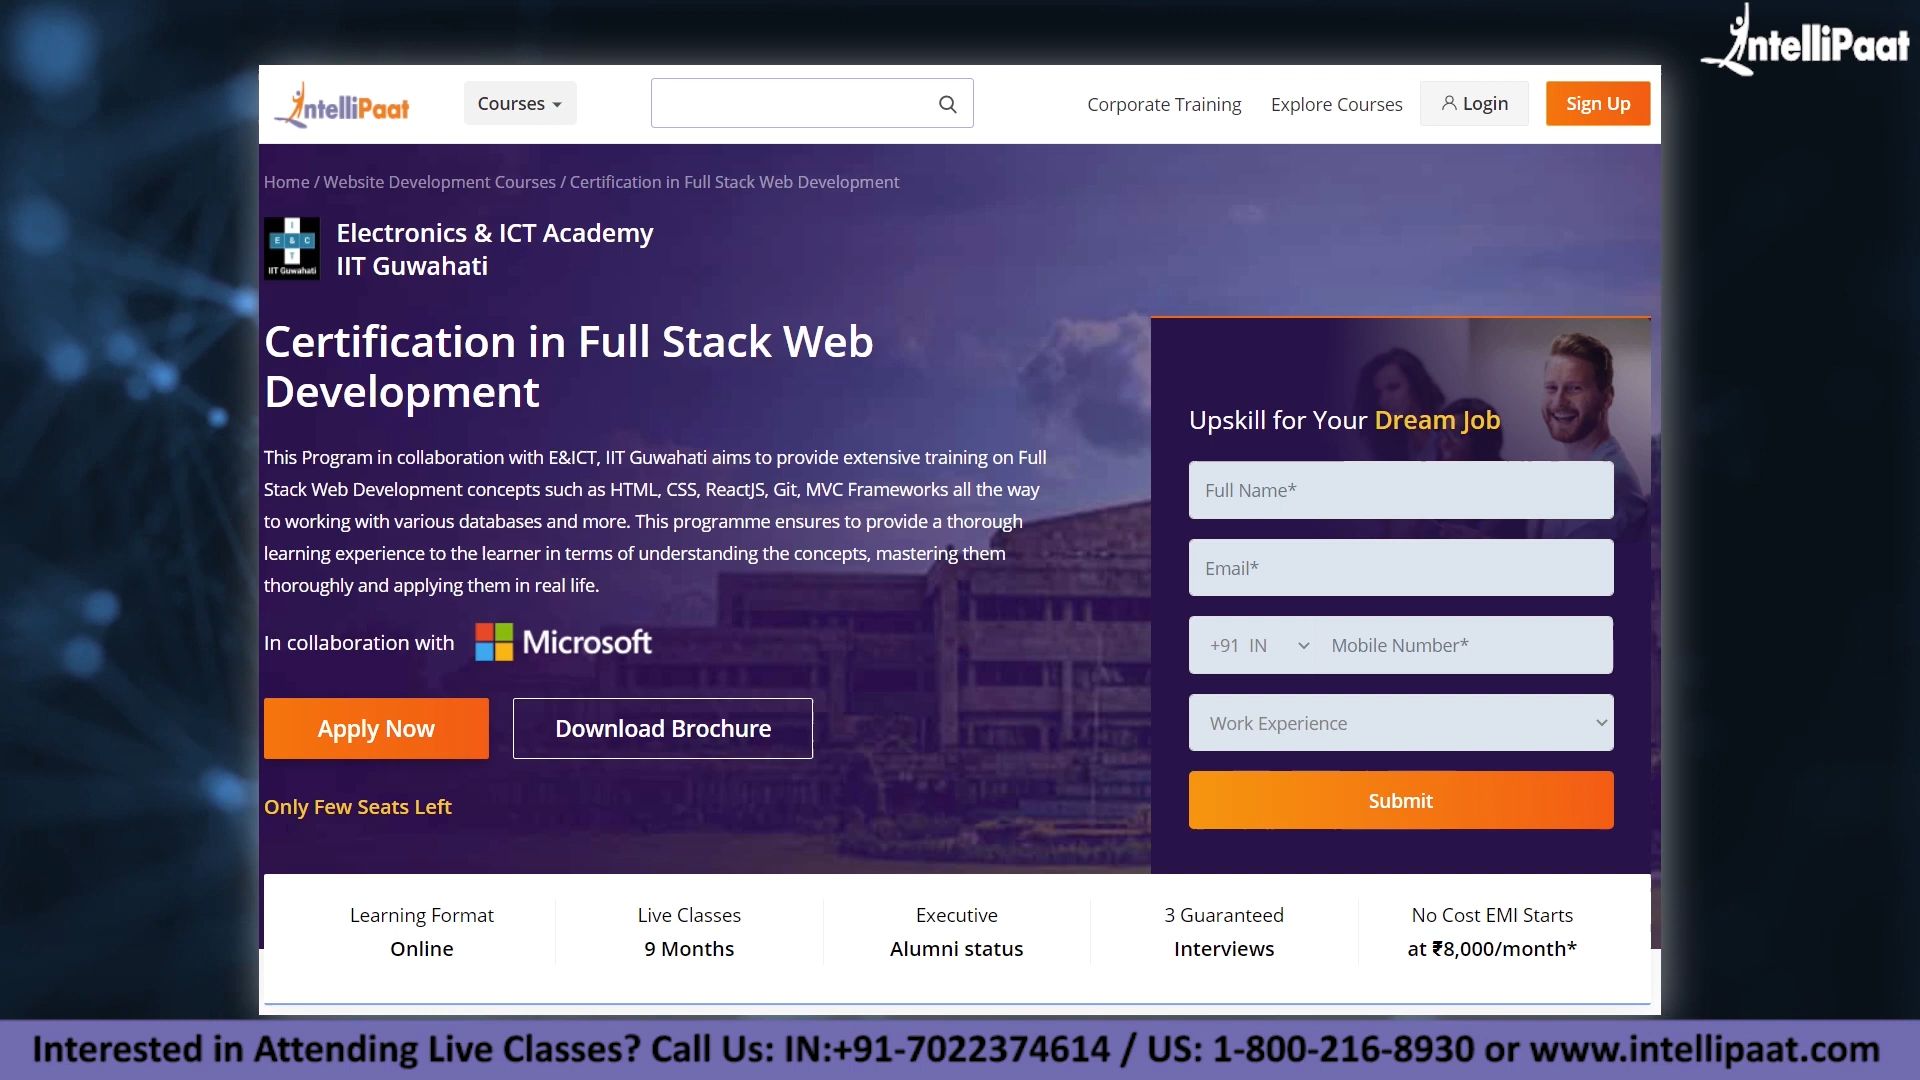 IntelliPaat
IntelliPaat
Courses
Corporate Training
Explore Courses
Login
Sign Up
Home / Website Development Courses / Certification in Full Stack Web Development
I
E & C
T
IIT Guwahati
Electronics & ICT Academy
IIT Guwahati
Certification in Full Stack Web
Development
This Program in collaboration with E&ICT, IIT Guwahati aims to provide extensive training on Full
Stack Web Development concepts such as HTML, CSS, ReactJS, Git, MVC Frameworks all the way
to working with various databases and more. This programme ensures to provide a thorough
learning experience to the learner in terms of understanding the concepts, mastering them
thoroughly and applying them in real life.
In collaboration with Microsoft
Apply Now
Download Brochure
Only Few Seats Left
Upskill for Your Dream Job
Full Name*
Email*
+91 IN Mobile Number*
Work Experience
Submit
Learning Format
Online
Live Classes
9 Months
Executive
Alumni status
3 Guaranteed
Interviews
No Cost EMI Starts
at ₹8,000/month*
Interested in Attending Live Classes? Call Us: IN:+91-7022374614 / US: 1-800-216-8930 or www.intellipaat.com